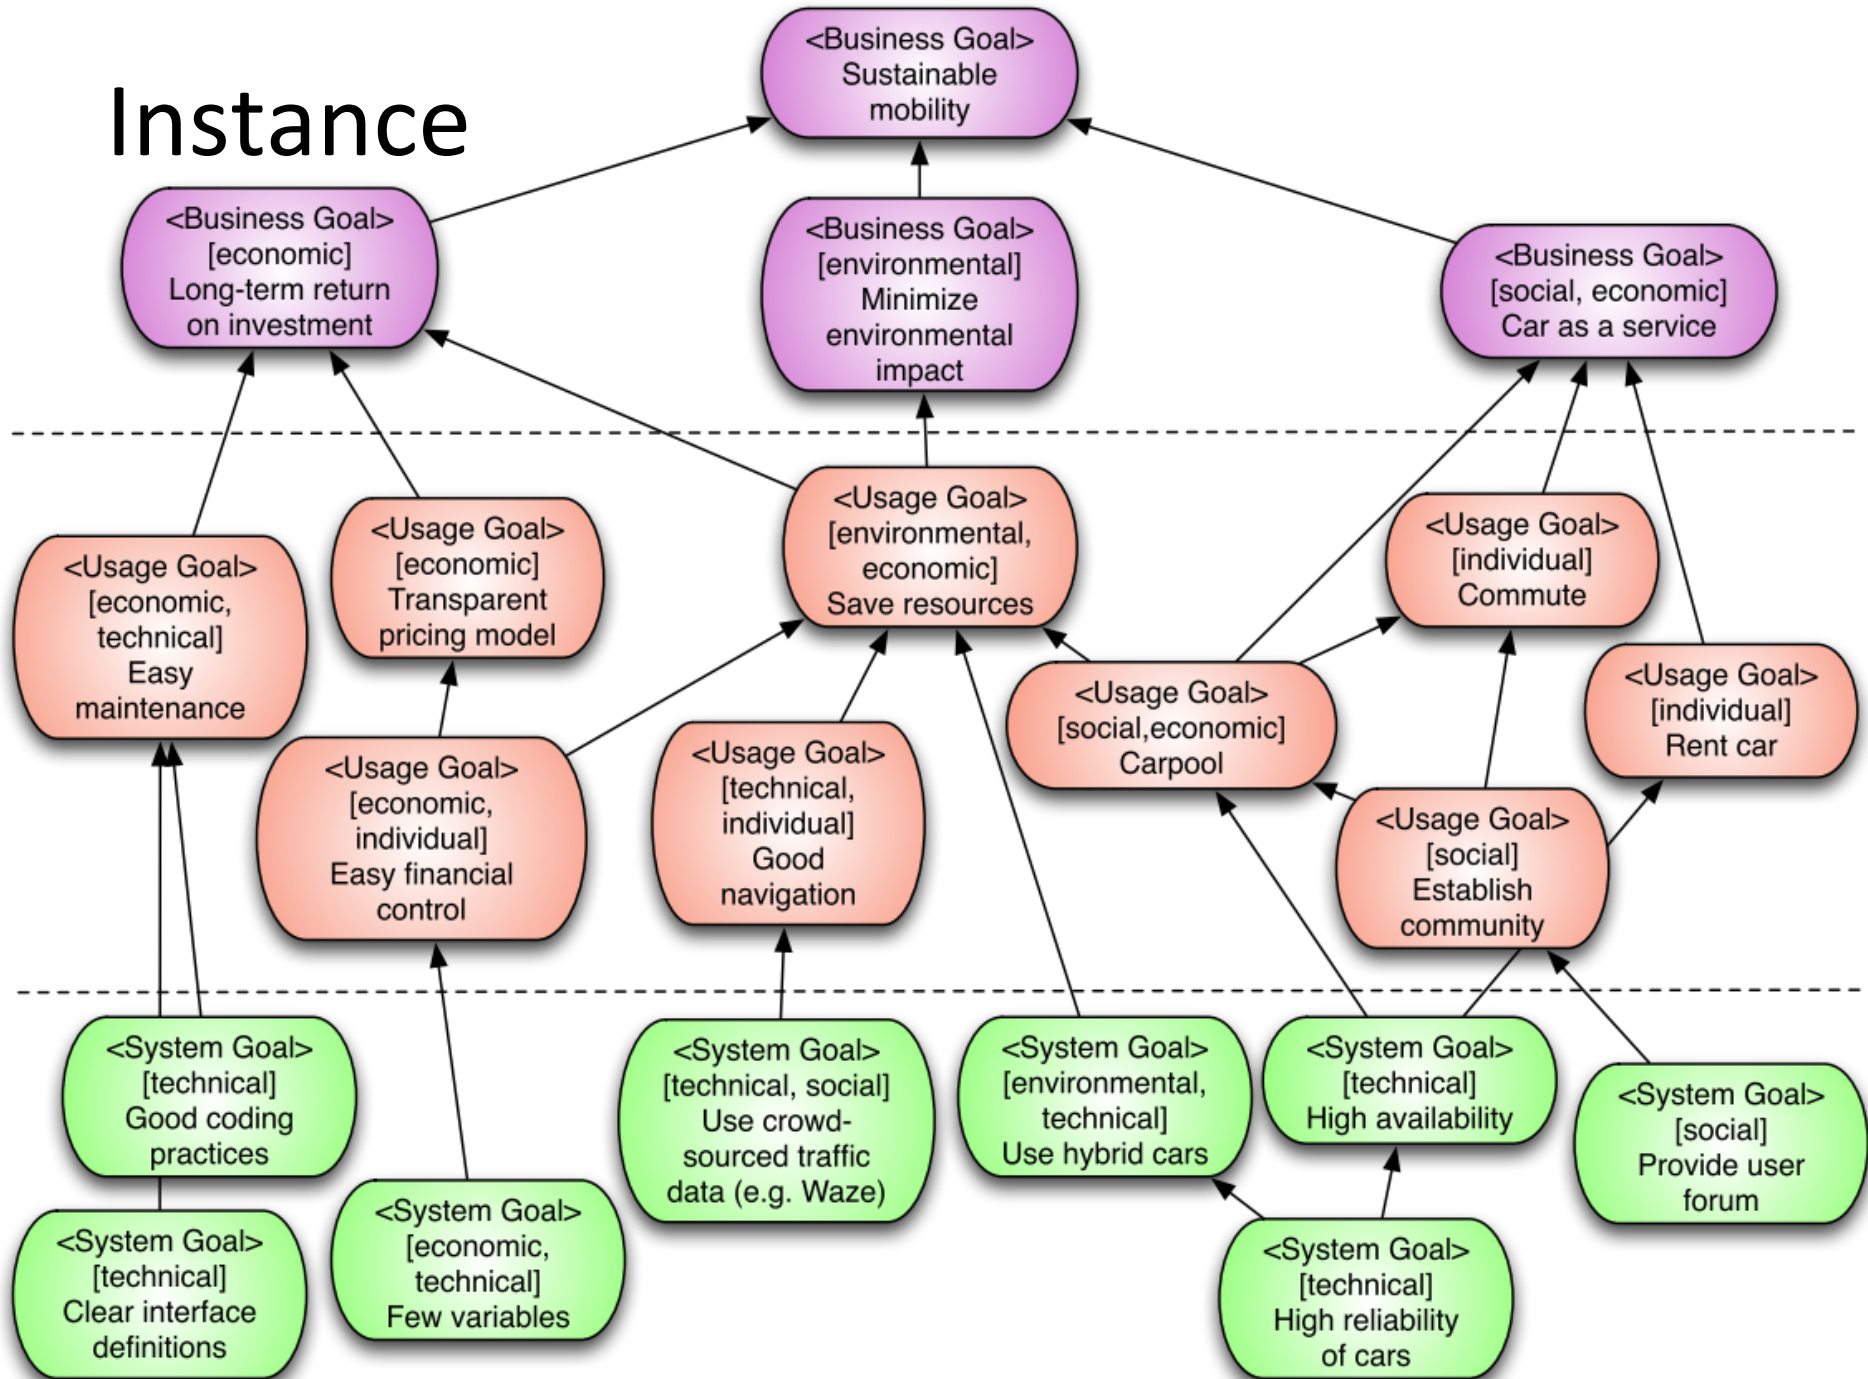 Instance
<Business Goal>
Sustainable
mobility
<Business Goal>
[economic]
Long-term return
on investment
<Business Goal>
[environmental]
Minimize
environmental
impact
<Business Goal>
[social, economic]
Car as a service
<Usage Goal>
[economic,
technical]
Easy
maintenance
<Usage Goal>
[economic]
Transparent
pricing model
<Usage Goal>
[environmental,
economic]
Save resources
<Usage Goal>
[individual]
Commute
<Usage Goal>
[economic,
individual]
Easy financial
control
<Usage Goal>
[technical,
individual]
Good
navigation
<Usage Goal>
[social,economic]
Carpool
<Usage Goal>
[social]
Establish
community
<Usage Goal>
[individual]
Rent car
<System Goal>
[technical]
Good coding
practices
<System Goal>
[technical, social]
Use crowd-
sourced traffic
data (e.g. Waze)
<System Goal>
[environmental,
technical]
Use hybrid cars
<System Goal>
[technical]
High availability
<System Goal>
[social]
Provide user
forum
<System Goal>
[technical]
Clear interface
definitions
<System Goal>
[economic,
technical]
Few variables
<System Goal>
[technical]
High reliability
of cars